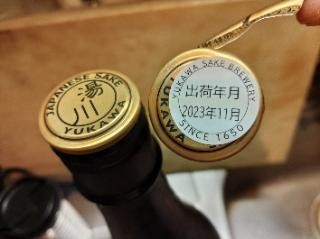 JAPANESE SAKE
湯川
YUKAWA
YUKAWA SAKE BREWERY
出荷年月
2023年11月
SINCE 1650
YUKAWA